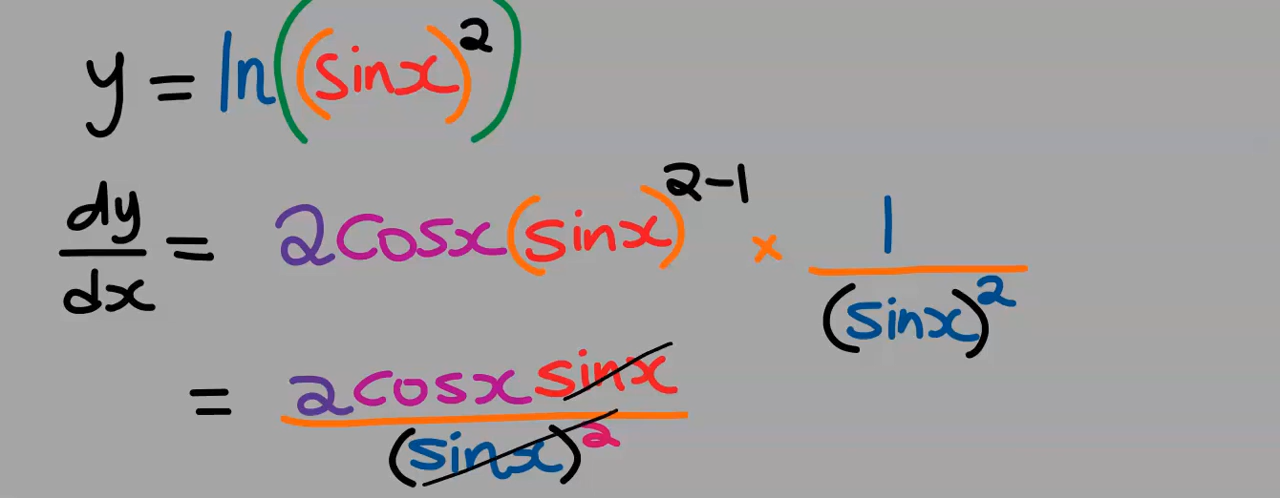 y = ln((sinx)^2)
dy/dx = 2cosx(sinx)^2-1 × 1/(sinx)^2
= 2cosx sinx/(sinx)^2